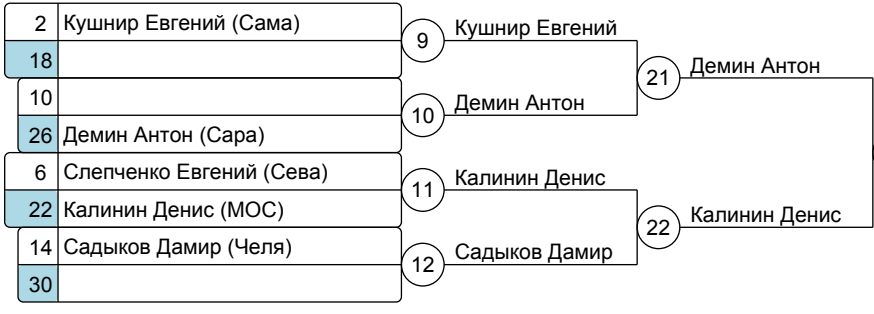 2 Кушнир Евгений (Сама)
18
9 Кушнир Евгений
10
26 Демин Антон (Сара)
10 Демин Антон
21 Демин Антон
6 Слепченко Евгений (Сева)
22 Калинин Денис (МОС)
11 Калинин Денис
14 Садыков Дамир (Челя)
30
12 Садыков Дамир
22 Калинин Денис